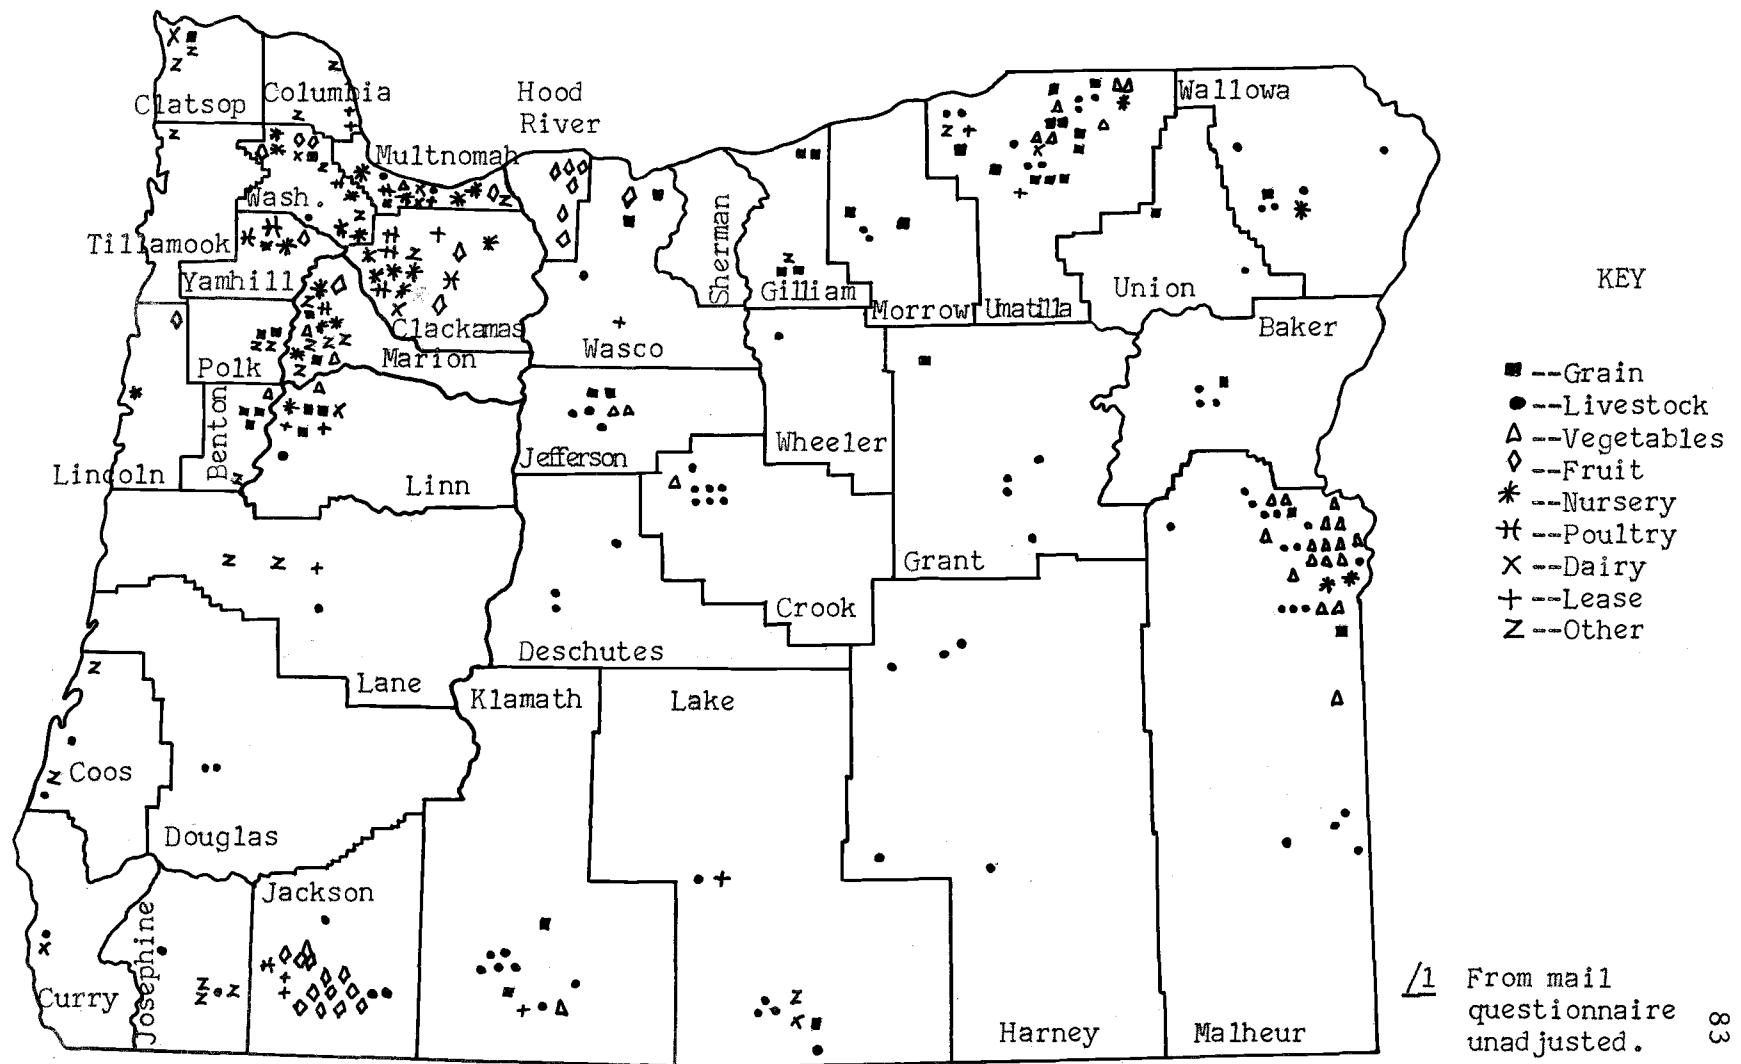 Clatsop
Columbia
Hood
River
Multnomah
Wash.
Tillamook
Yamhill
Clackamas
Marion
Polk
Benton
Lincoln
Linn
Wasco
Sherman
Gilliam
Morrow
Umatilla
Wallowa
Union
Baker
Jefferson
Wheeler
Grant
Crook
Deschutes
Lane
Klamath
Lake
Coos
Douglas
Jackson
Josephine
Curry
Harney
Malheur
KEY
--Grain
--Livestock
--Vegetables
--Fruit
--Nursery
--Poultry
X --Dairy
+ --Lease
Z --Other
/1 From mail
questionnaire
unadjusted.
83